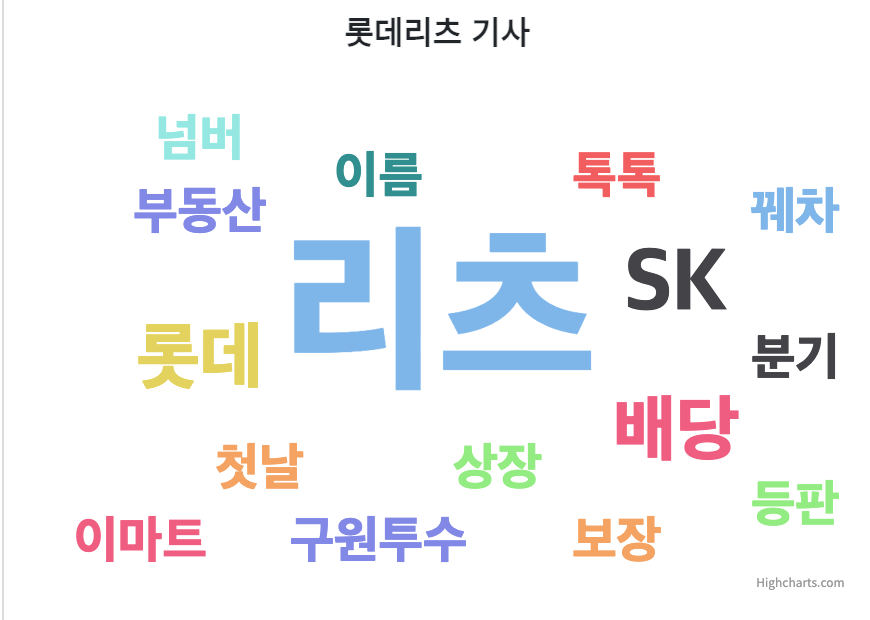 롯데리츠 기사
넘버
이름
톡톡
부동산
꿰차
리츠
SK
롯데
분기
배당
첫날
상장
등판
이마트
구원투수
보장
Highcharts.com